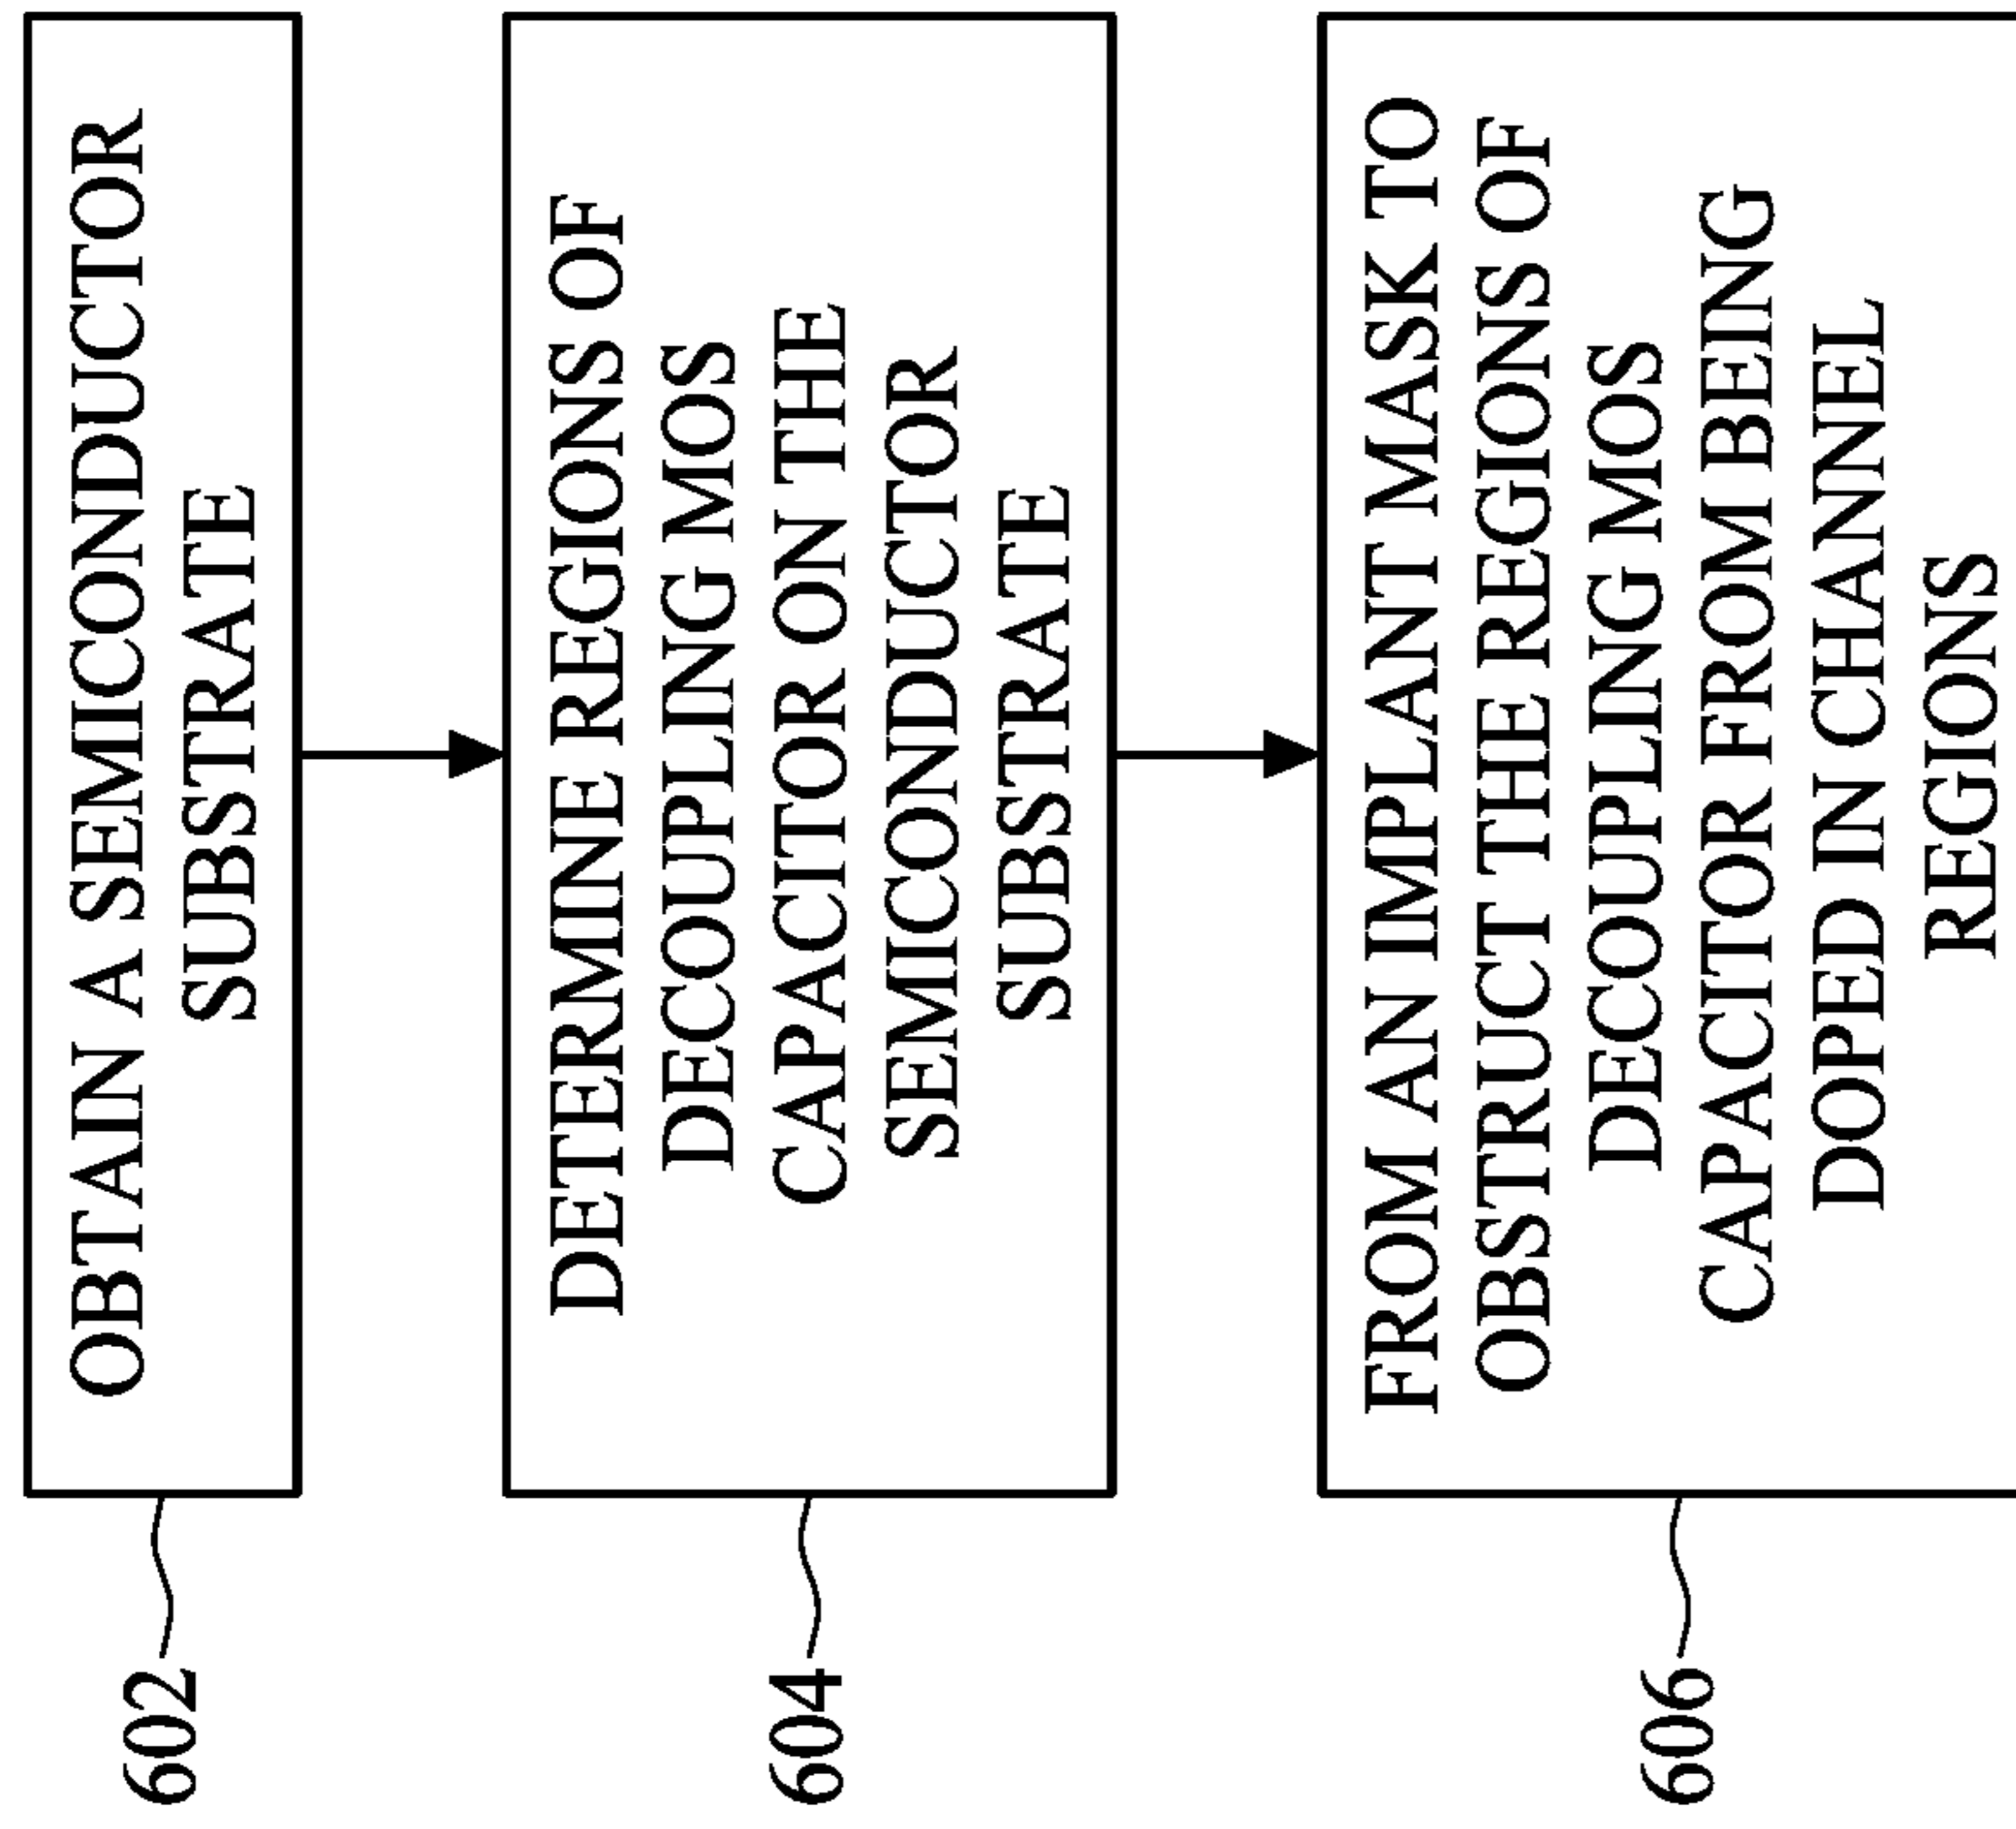 602
OBTAIN A SEMICONDUCTOR
SUBSTRATE
604
DETERMINE REGIONS OF
DECOUPLING MOS
CAPACITOR ON THE
SEMICONDUCTOR
SUBSTRATE
606
FROM AN IMPLANT MASK TO
OBSTRUCT THE REGIONS OF
DECOUPLING MOS
CAPACITOR FROM BEING
DOPED IN CHANNEL
REGIONS